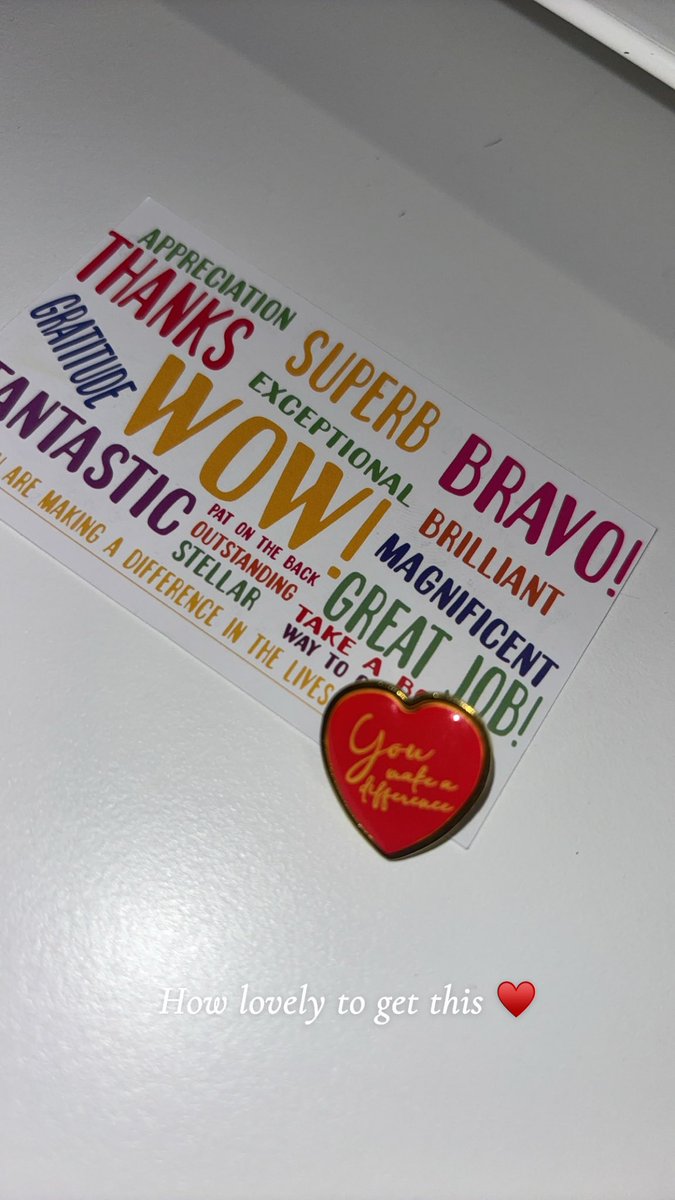 APPRECIATION
THANKS
GRATITUDE
SUPERB
EXCEPTIONAL
WOW!
BRAVO!
FANTASTIC
PAT ON THE BACK
OUTSTANDING
STELLAR
BRILLIANT
MAGNIFICENT
GREAT JOB!
TAKE A
WAY TO
ARE MAKING A DIFFERENCE IN THE LIVES
You
make a
difference
How lovely to get this ♥️